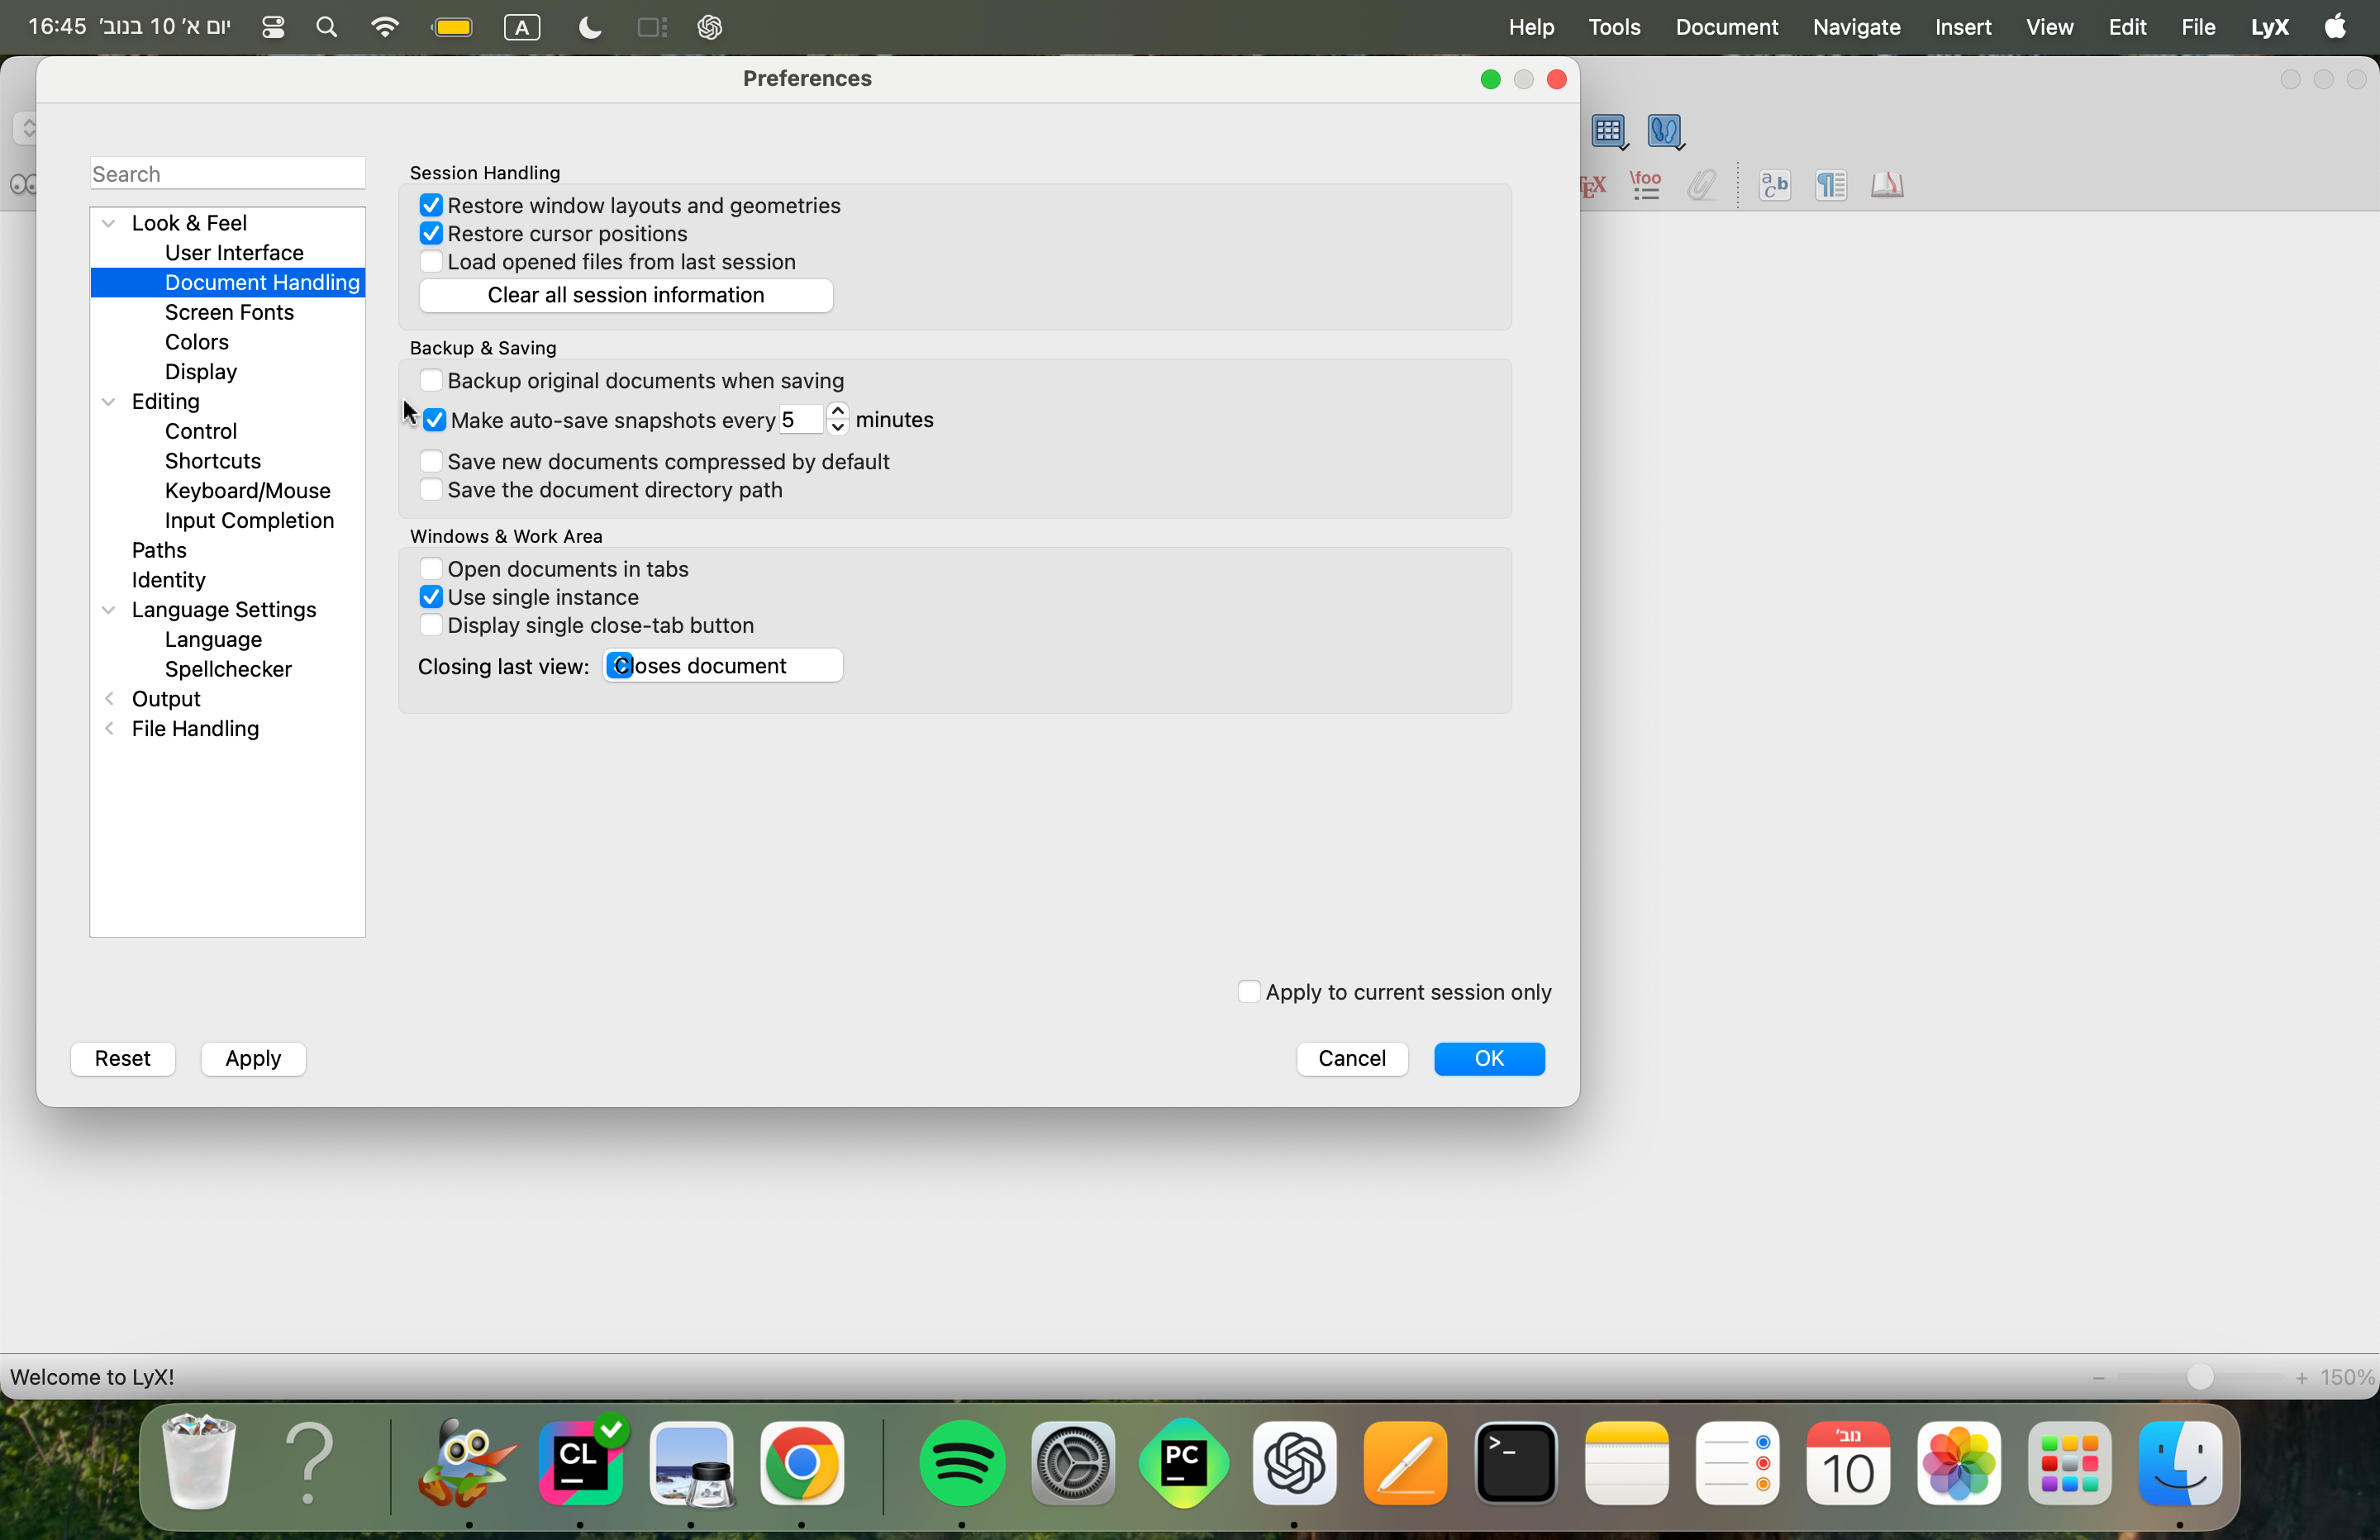 16:45 יום א' 10 בנוב'
A
Help Tools Document Navigate Insert View Edit File LyX
Preferences
Search
Look & Feel
User Interface
Document Handling
Screen Fonts
Colors
Display
Editing
Control
Shortcuts
Keyboard/Mouse
Input Completion
Paths
Identity
Language Settings
Language
Spellchecker
Output
File Handling
Session Handling
Restore window layouts and geometries
Restore cursor positions
Load opened files from last session
Clear all session information
Backup & Saving
Backup original documents when saving
Make auto-save snapshots every 5 minutes
Save new documents compressed by default
Save the document directory path
Windows & Work Area
Open documents in tabs
Use single instance
Display single close-tab button
Closing last view: Closes document
Apply to current session only
Reset Apply Cancel OK
\foo
a b c
Welcome to LyX!
150%
?
CL
PC
>_
נוב'
10